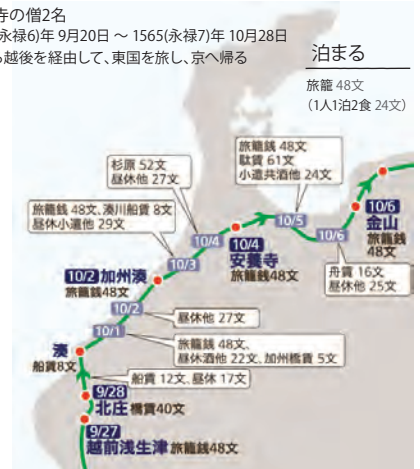 寺の僧2名
永禄6)年 9月20日 ～ 1565(永禄7)年 10月28日
越後を経由して、東国を旅し、京へ帰る
泊まる
旅籠 48文
（1人1泊2食 24文）
旅籠銭 48文
駄賃 61文
小遣共酒他 24文
杉原 52文
昼休他 27文
旅籠銭 48文、湊川船賃 8文
昼休小遣他 29文
10/6
金山
旅籠銭
48文
10/5
10/4
10/4
安養寺
旅籠銭48文
10/6
10/3
10/2 加州湊
旅籠銭48文
舟賃 16文
昼休他 25文
10/2
昼休他 27文
10/1
旅籠銭 48文、
昼休酒他 22文、加州橋賃 5文
湊
船賃8文
船賃 12文、昼休 17文
9/28
北庄 橋賃40文
9/27
越前浅生津 旅籠銭48文